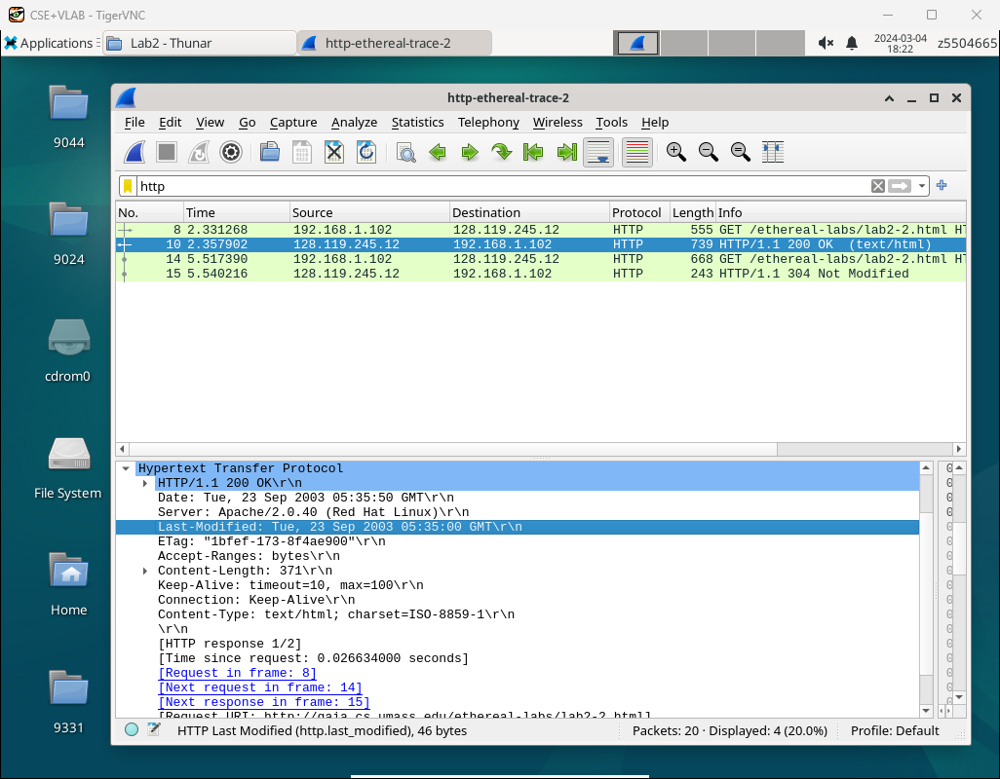 CSE+VLAB - TigerVNC
Applications
Lab2 - Thunar
http-ethereal-trace-2
2024-03-04
18:22
z5504665
9044
9024
cdrom0
File System
Home
9331
http-ethereal-trace-2
File Edit View Go Capture Analyze Statistics Telephony Wireless Tools Help
http
No. Time Source Destination Protocol Length Info
8 2.331268 192.168.1.102 128.119.245.12 HTTP 555 GET /ethereal-labs/lab2-2.html HT
10 2.357902 128.119.245.12 192.168.1.102 HTTP 739 HTTP/1.1 200 OK (text/html)
14 5.517390 192.168.1.102 128.119.245.12 HTTP 668 GET /ethereal-labs/lab2-2.html HT
15 5.540216 128.119.245.12 192.168.1.102 HTTP 243 HTTP/1.1 304 Not Modified
Hypertext Transfer Protocol
HTTP/1.1 200 OK\r\n
Date: Tue, 23 Sep 2003 05:35:50 GMT\r\n
Server: Apache/2.0.40 (Red Hat Linux)\r\n
Last-Modified: Tue, 23 Sep 2003 05:35:00 GMT\r\n
ETag: "1bfef-173-8f4ae900"\r\n
Accept-Ranges: bytes\r\n
Content-Length: 371\r\n
Keep-Alive: timeout=10, max=100\r\n
Connection: Keep-Alive\r\n
Content-Type: text/html; charset=ISO-8859-1\r\n
\r\n
[HTTP response 1/2]
[Time since request: 0.026634000 seconds]
[Request in frame: 8]
[Next request in frame: 14]
[Next response in frame: 15]
[Request URI: http://gaia.cs.umass.edu/ethereal-labs/lab2-2.html]
HTTP Last Modified (http.last_modified), 46 bytes
Packets: 20 · Displayed: 4 (20.0%)
Profile: Default